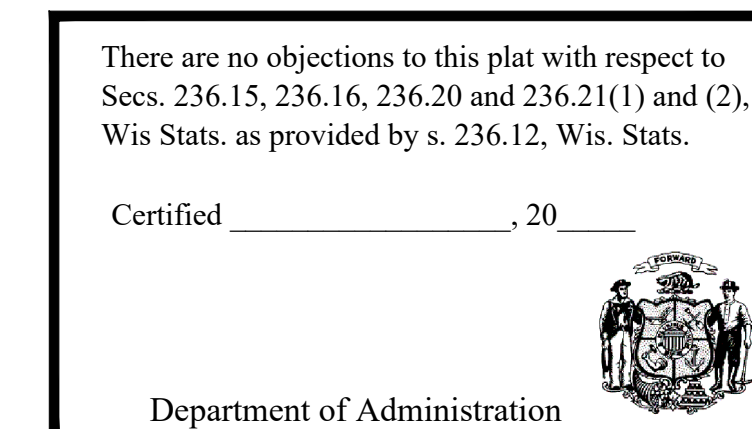 There are no objections to this plat with respect to
Secs. 236.15, 236.16, 236.20 and 236.21(1) and (2),
Wis Stats. as provided by s. 236.12, Wis. Stats.
Certified __________________, 20_____
FORWARD
Department of Administration